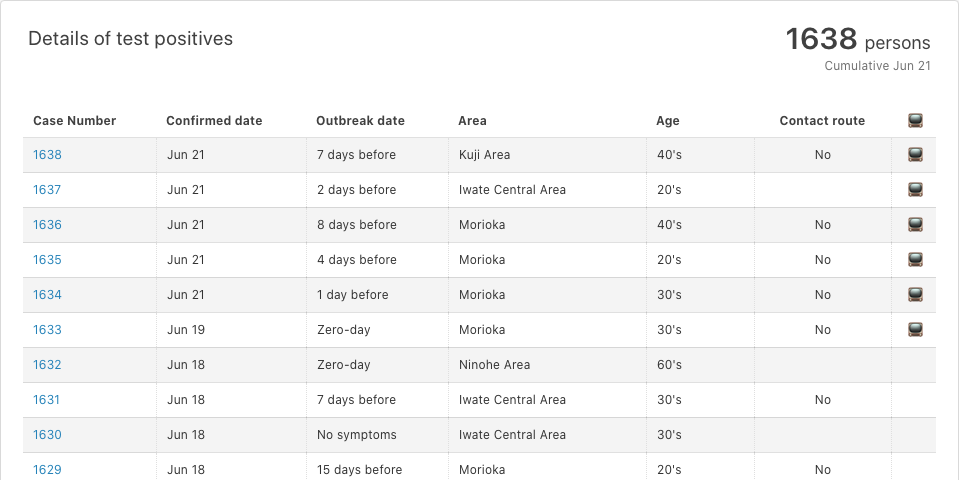 Details of test positives
1638 persons
Cumulative Jun 21
Case Number Confirmed date Outbreak date Area Age Contact route
1638 Jun 21 7 days before Kuji Area 40's No
1637 Jun 21 2 days before Iwate Central Area 20's
1636 Jun 21 8 days before Morioka 40's No
1635 Jun 21 4 days before Morioka 20's No
1634 Jun 21 1 day before Morioka 30's No
1633 Jun 19 Zero-day Morioka 30's No
1632 Jun 18 Zero-day Ninohe Area 60's
1631 Jun 18 7 days before Iwate Central Area 30's No
1630 Jun 18 No symptoms Iwate Central Area 30's
1629 Jun 18 15 days before Morioka 20's No